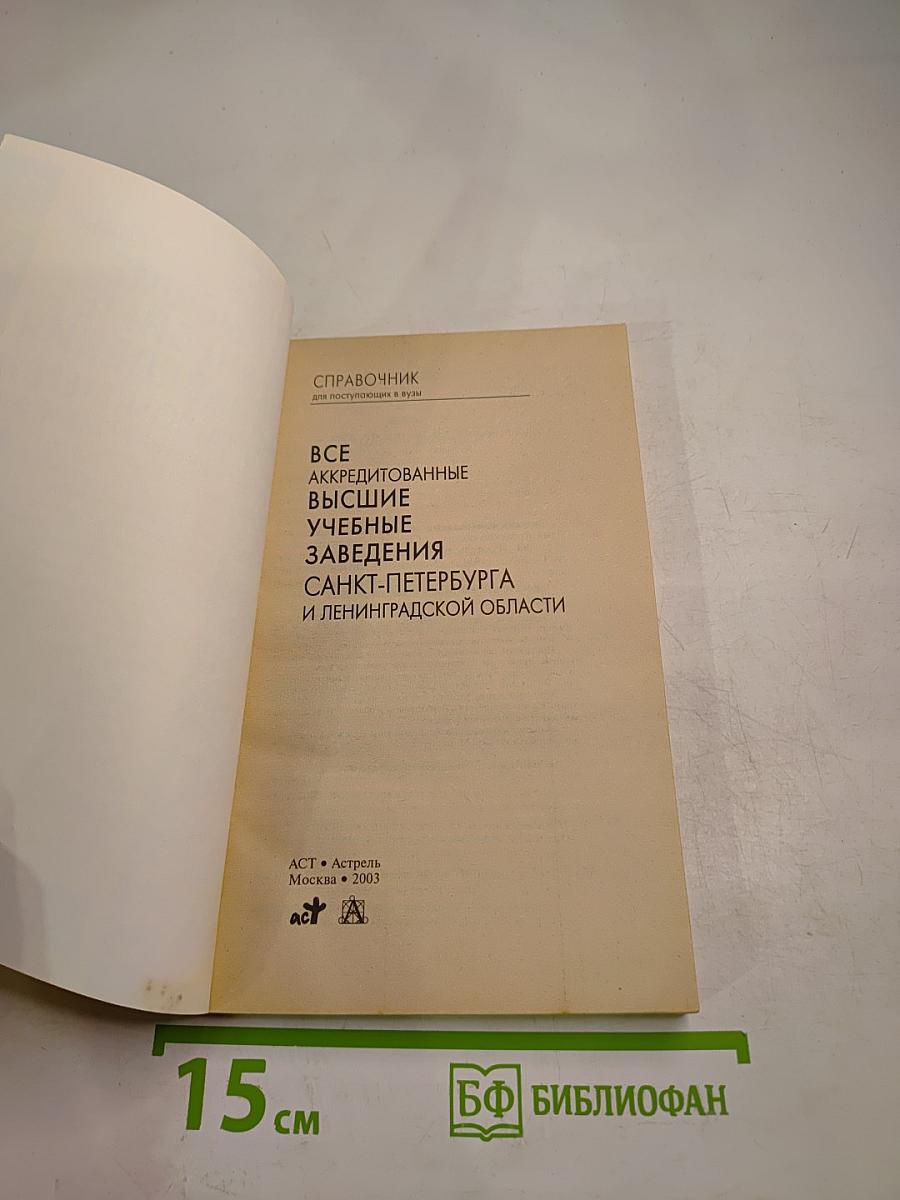 СПРАВОЧНИК
для поступающих в вузы
ВСЕ
АККРЕДИТОВАННЫЕ
ВЫСШИЕ
УЧЕБНЫЕ
ЗАВЕДЕНИЯ
САНКТ-ПЕТЕРБУРГА
И ЛЕНИНГРАДСКОЙ ОБЛАСТИ
АСТ • Астрель
Москва • 2003
аст А
15 см
БФ БИБЛИОФАН